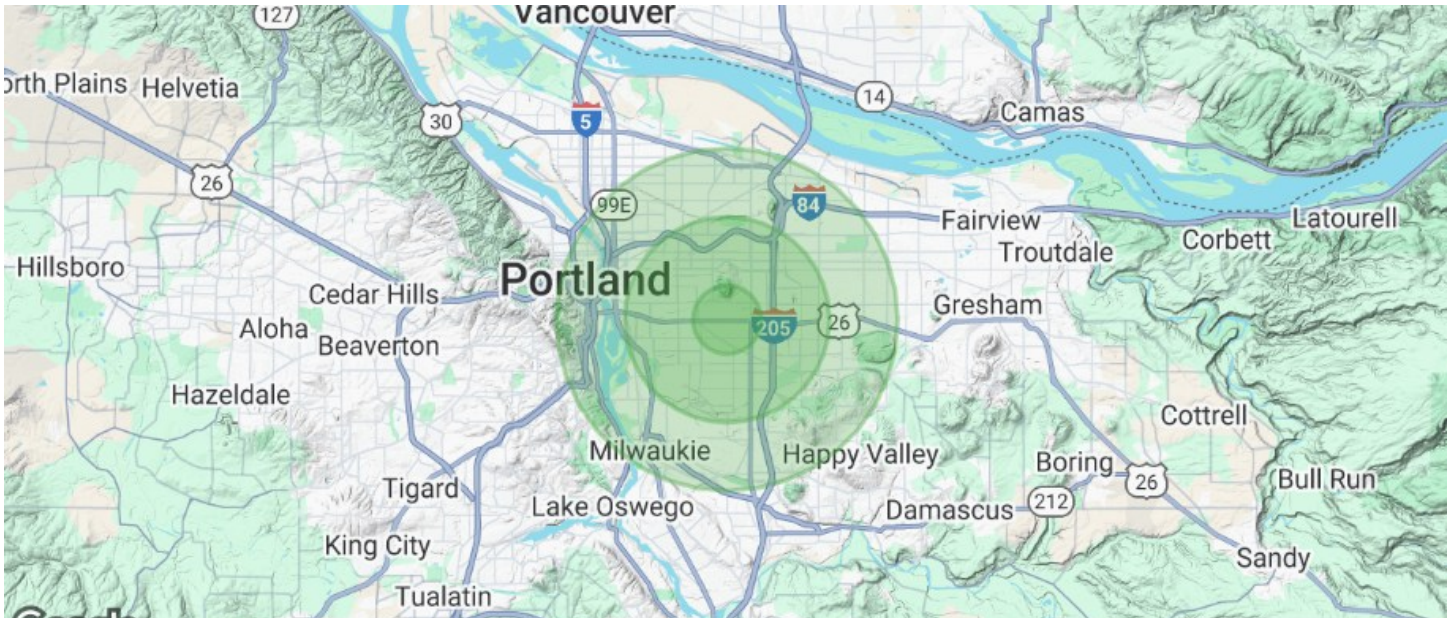 127
Vancouver
orth Plains
Helvetia
14
Camas
30
5
26
99E
84
Fairview
Latourell
Corbett
Troutdale
Hillsboro
Portland
Cedar Hills
Gresham
Aloha
Beaverton
205
26
Hazeldale
Cottrell
Milwaukie
Happy Valley
Boring
26
Bull Run
Tigard
Lake Oswego
Damascus
212
King City
Sandy
Tualatin